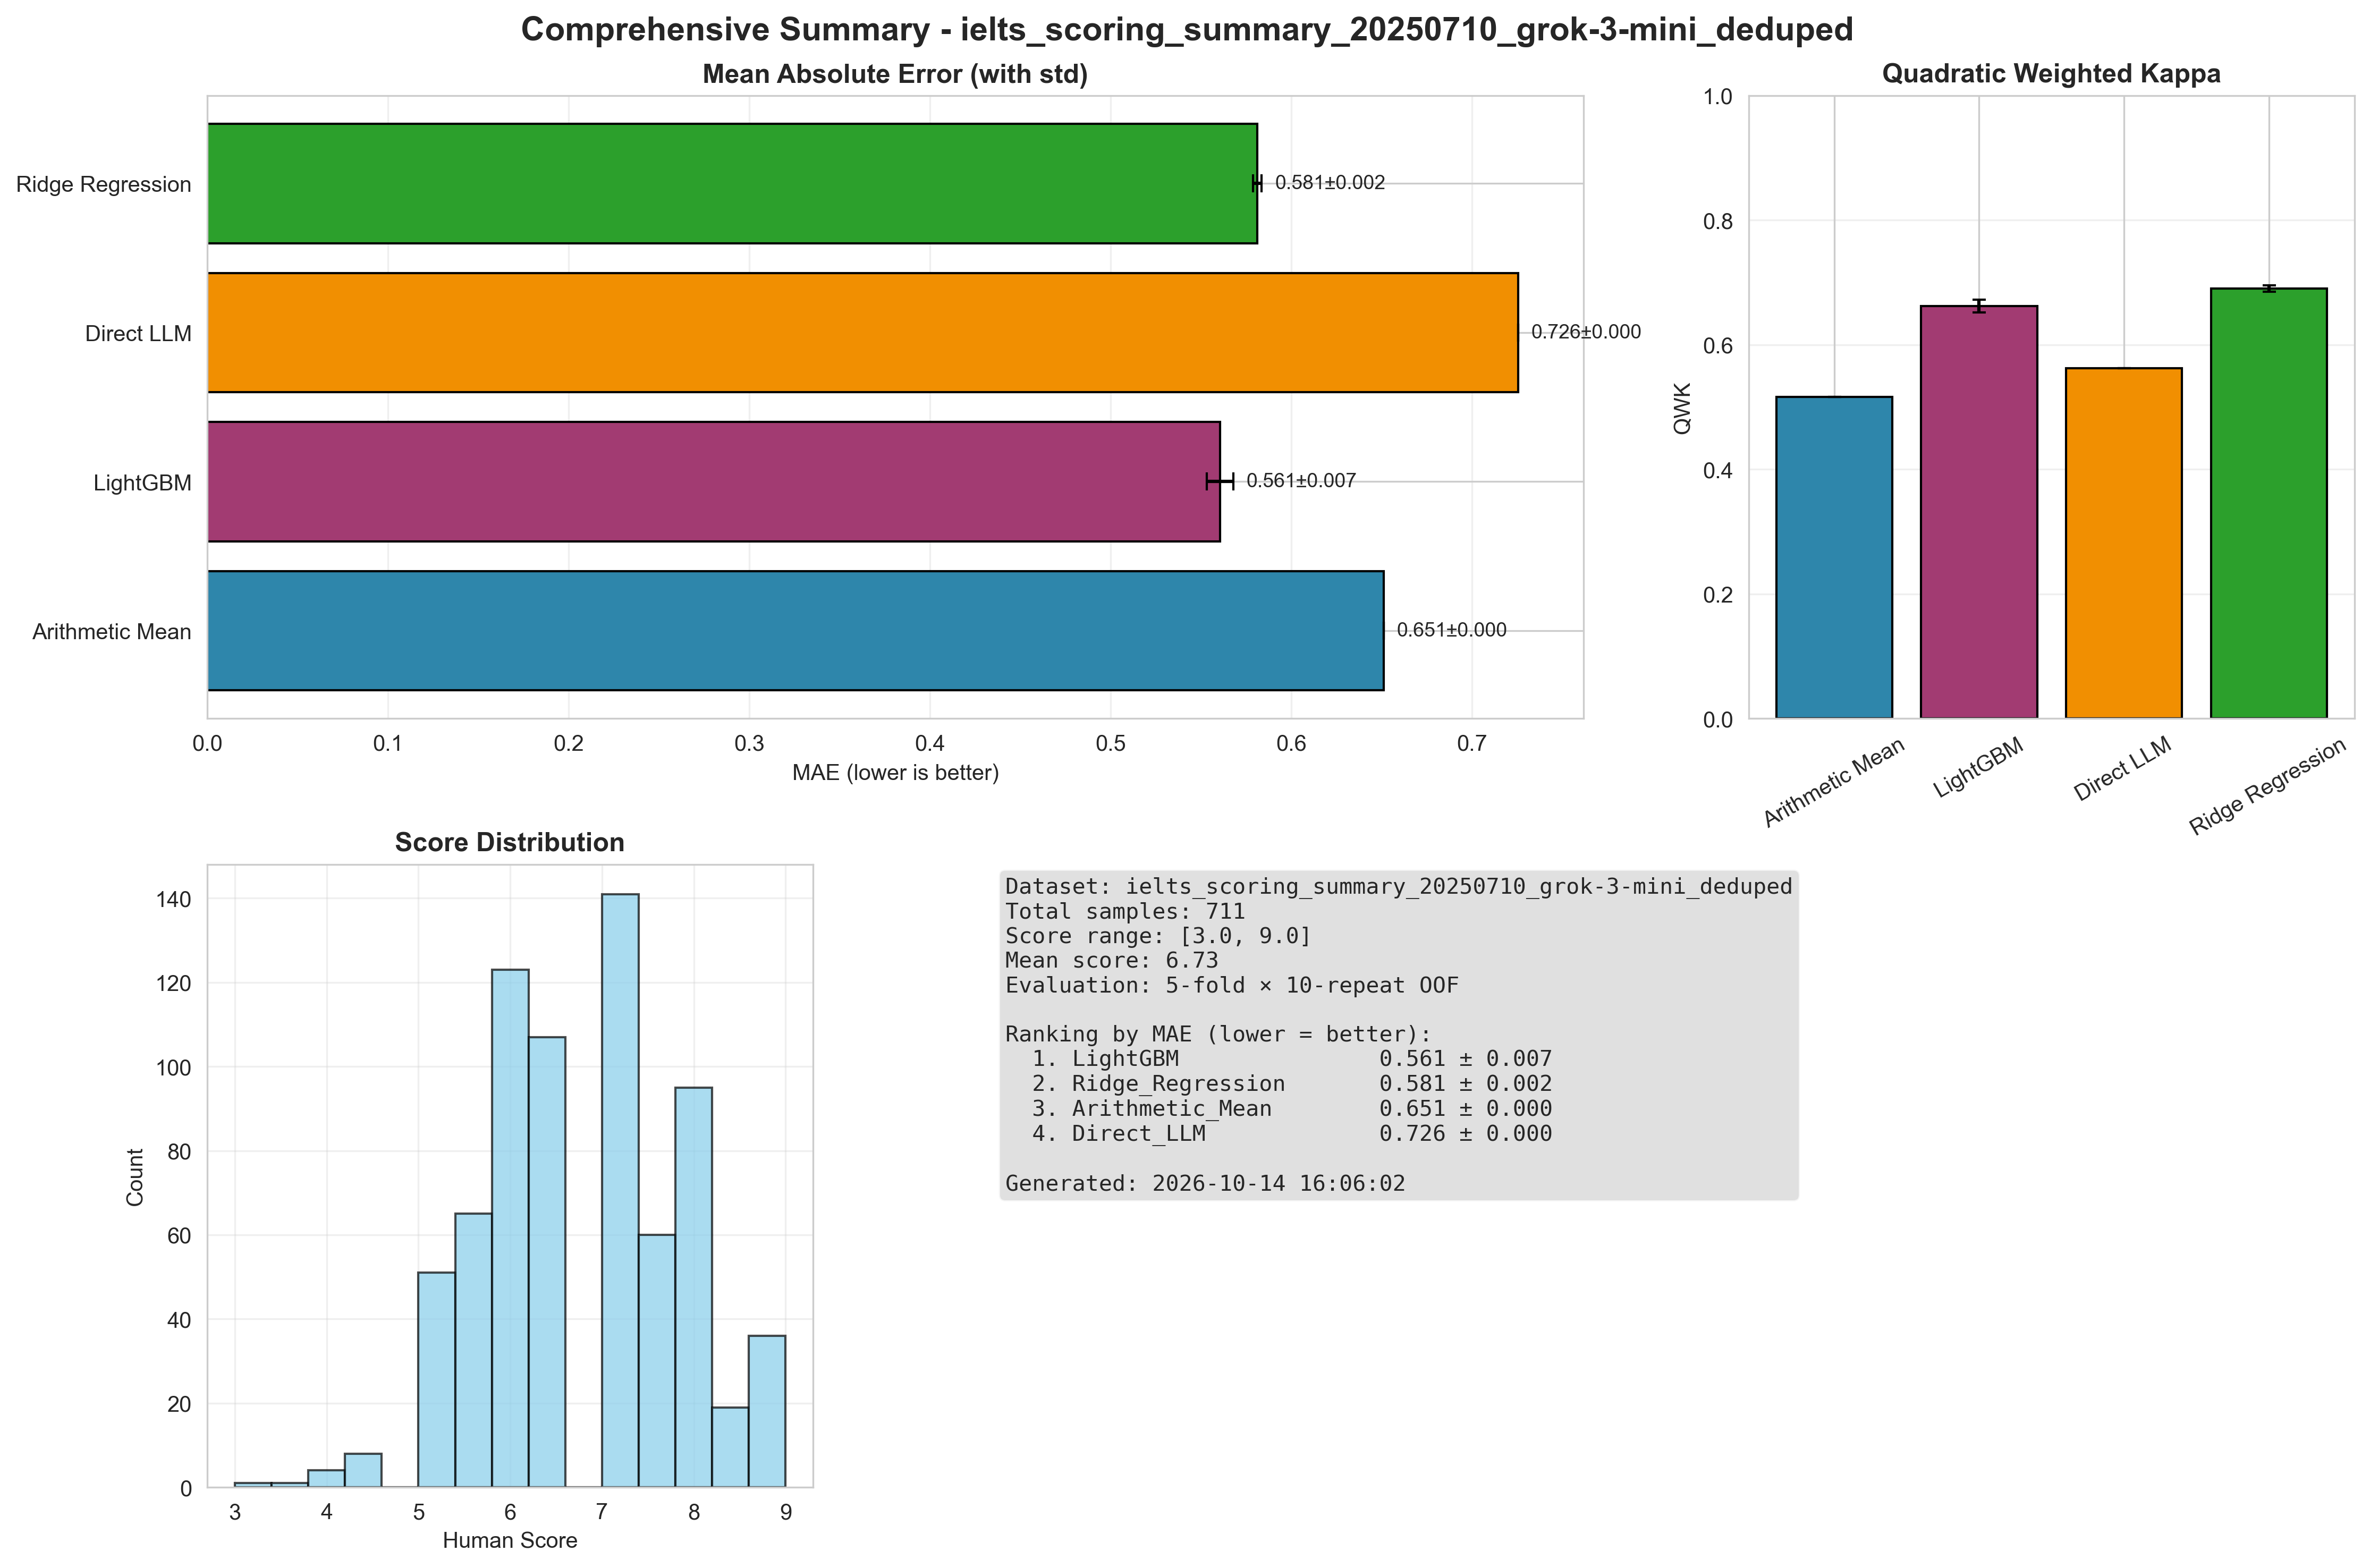 Comprehensive Summary - ielts_scoring_summary_20250710_grok-3-mini_deduped
Mean Absolute Error (with std)
Ridge Regression
Direct LLM
LightGBM
Arithmetic Mean
0.581±0.002
0.726±0.000
0.561±0.007
0.651±0.000
0.0 0.1 0.2 0.3 0.4 0.5 0.6 0.7
MAE (lower is better)
Quadratic Weighted Kappa
1.0
0.8
0.6
0.4
0.2
0.0
QWK
Arithmetic Mean
LightGBM
Direct LLM
Ridge Regression
Score Distribution
140
120
100
80
60
40
20
0
Count
3 4 5 6 7 8 9
Human Score
Dataset: ielts_scoring_summary_20250710_grok-3-mini_deduped
Total samples: 711
Score range: [3.0, 9.0]
Mean score: 6.73
Evaluation: 5-fold × 10-repeat OOF
Ranking by MAE (lower = better):
1. LightGBM 0.561 ± 0.007
2. Ridge_Regression 0.581 ± 0.002
3. Arithmetic_Mean 0.651 ± 0.000
4. Direct_LLM 0.726 ± 0.000
Generated: 2026-10-14 16:06:02